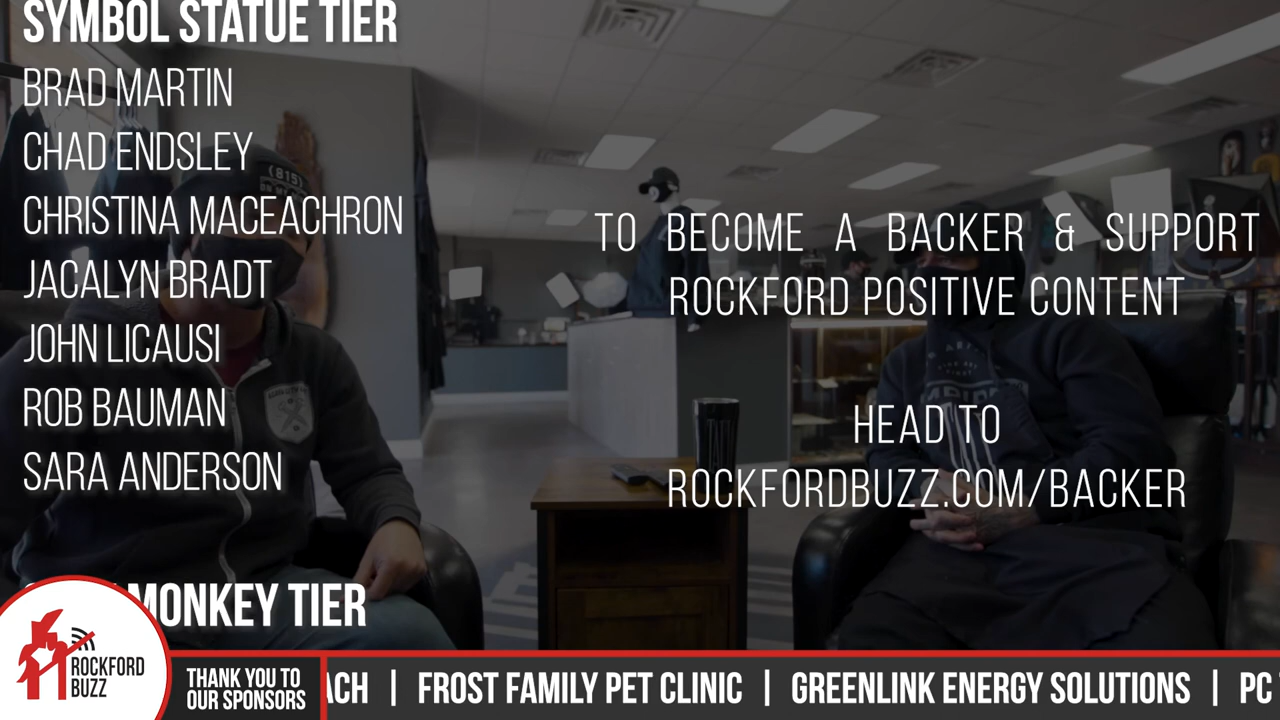 SYMBOL STATUE TIER
BRAD MARTIN
CHAD ENDSLEY
CHRISTINA MACEACHRON
JACALYN BRADT
JOHN LICAUSI
ROB BAUMAN
SARA ANDERSON
MONKEY TIER
TO BECOME A BACKER & SUPPORT
ROCKFORD POSITIVE CONTENT
HEAD TO
ROCKFORDBUZZ.COM/BACKER
(815)
ROCKFORD
BUZZ
THANK YOU TO
OUR SPONSORS
ACH | FROST FAMILY PET CLINIC | GREENLINK ENERGY SOLUTIONS | PC